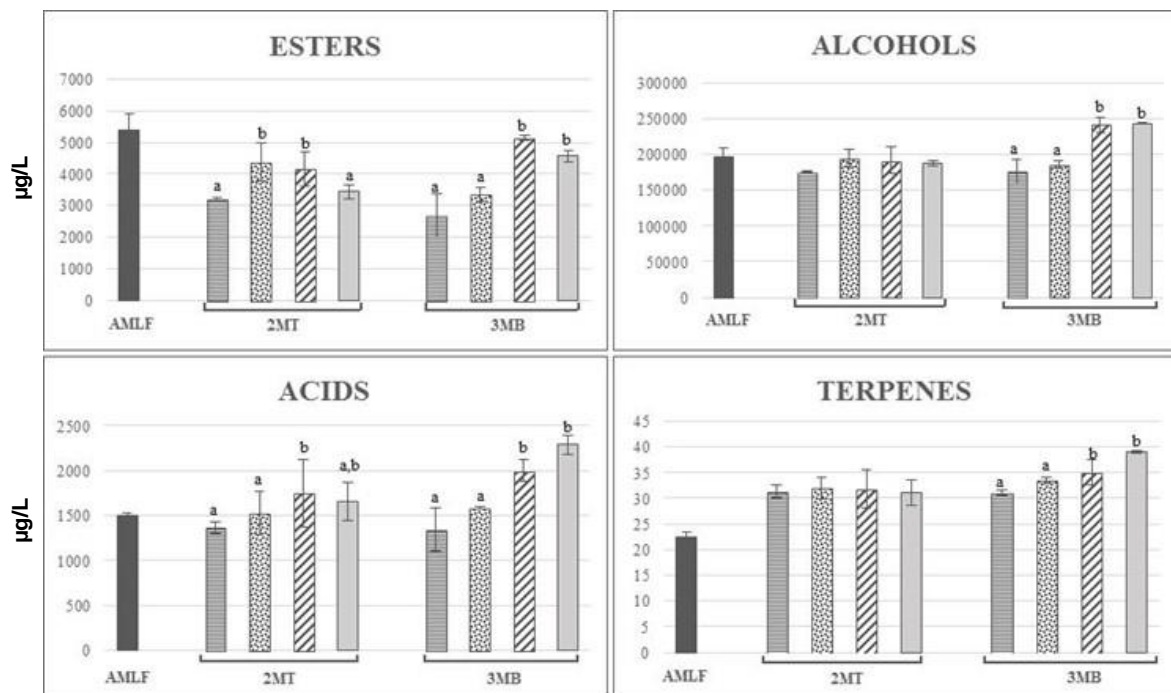 ESTERS
µg/L
7000
6000
5000
4000
3000
2000
1000
0
a
b
b
a
a
a
b
b
AMLF
2MT
3MB
ALCOHOLS
300000
250000
200000
150000
100000
50000
0
a
a
b
b
AMLF
2MT
3MB
ACIDS
µg/L
2500
2000
1500
1000
500
0
a
a
b
a,b
a
a
b
b
AMLF
2MT
3MB
TERPENES
45
40
35
30
25
20
15
10
5
0
a
a
b
b
AMLF
2MT
3MB